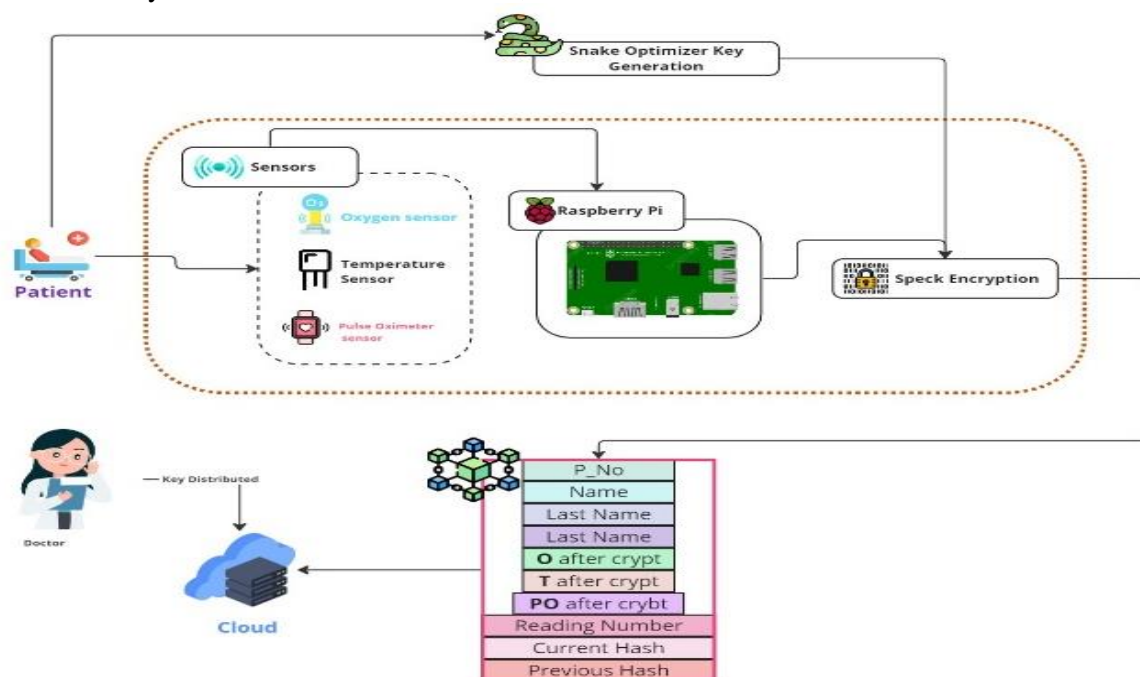 Snake Optimizer Key
Generation
Sensors
Oxygen sensor
Raspberry Pi
Temperature
Sensor
Speck Encryption
Patient
Pulse Oximeter
sensor
P_No
Name
Last Name
Last Name
O after crypt
T after crypt
PO after crybt
Reading Number
Current Hash
Previous Hash
Key Distributed
Doctor
Cloud